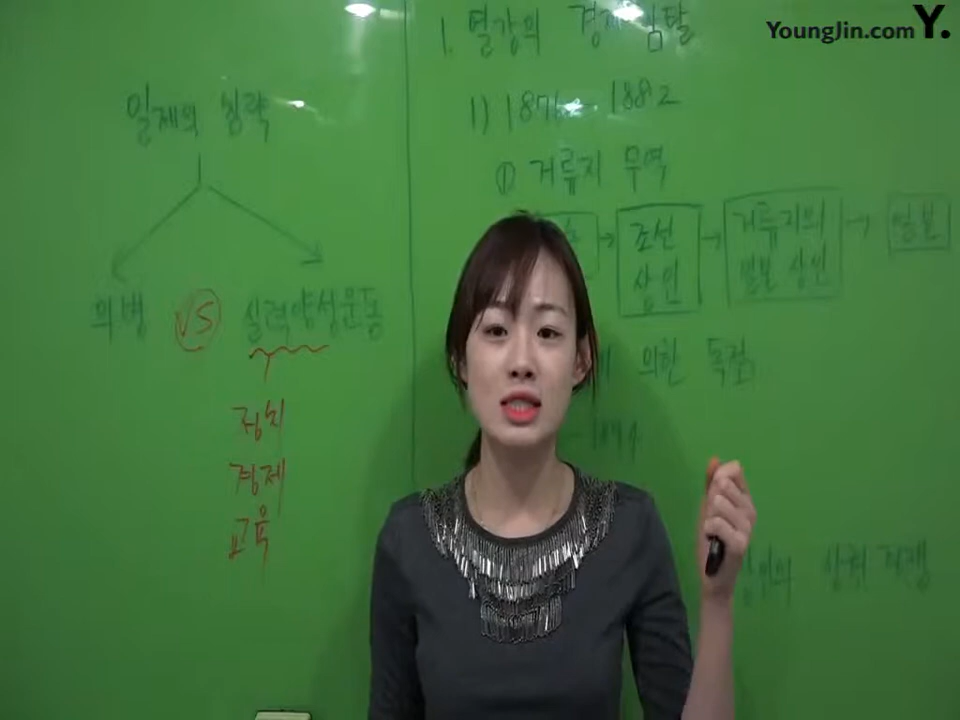 YoungJin.com Y.
일제의 침략
의병 VS 실력양성운동
정치
경제
교육
1. 열강의 경제침탈
1) 1876 - 1882
① 거류지 무역
→ 조선 상인 → 거류지의 일본 상인 → 일본
의한 독점
상권 경쟁